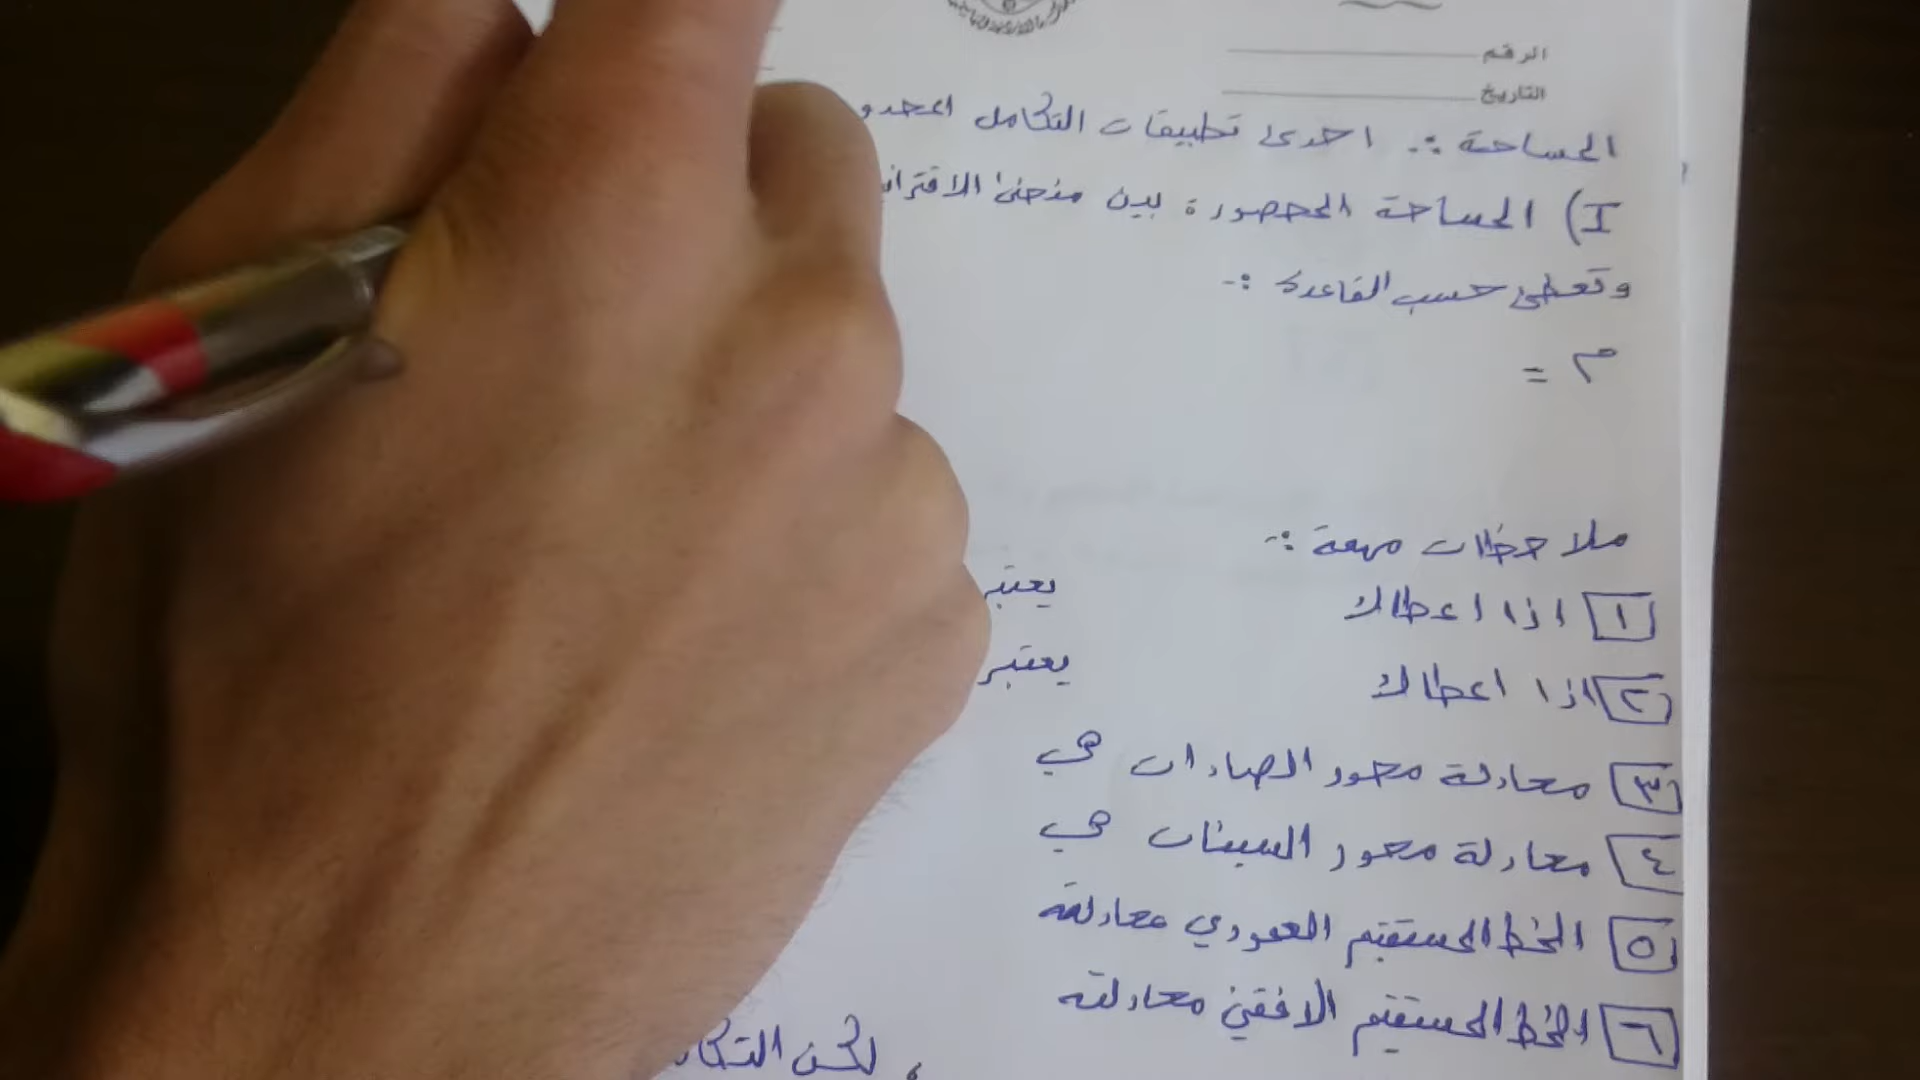 الرقم
التاريخ
المساحة :. احدى تطبيقات التكامل المحدو
I) المساحة المحصورة بين منحنى الاقتران
وتعطى حسب القاعدة :-
م =
ملاحظات مهمة :-
١ اذا اعطاك يعتبر
٢ اذا اعطاك يعتبر
٣ معادلة محور الصادات هي
٤ معادلة محور السينات هي
٥ الخط المستقيم العمودي معادلته
٦ الخط المستقيم الافقي معادلته
، لكن التكا